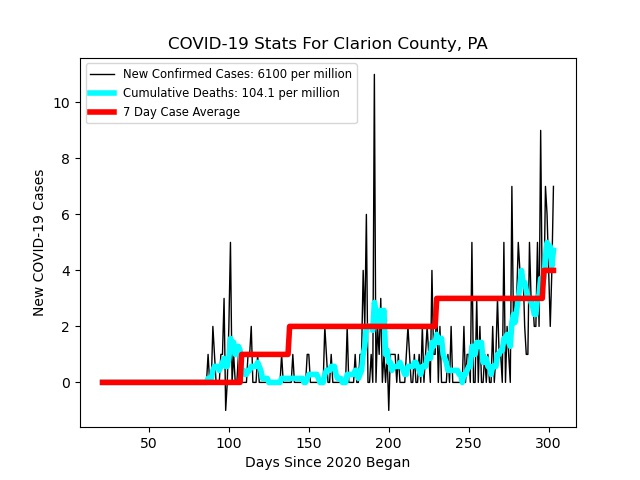 COVID-19 Stats For Clarion County, PA
New Confirmed Cases: 6100 per million
Cumulative Deaths: 104.1 per million
7 Day Case Average
New COVID-19 Cases
10
8
6
4
2
0
50
100
150
200
250
300
Days Since 2020 Began